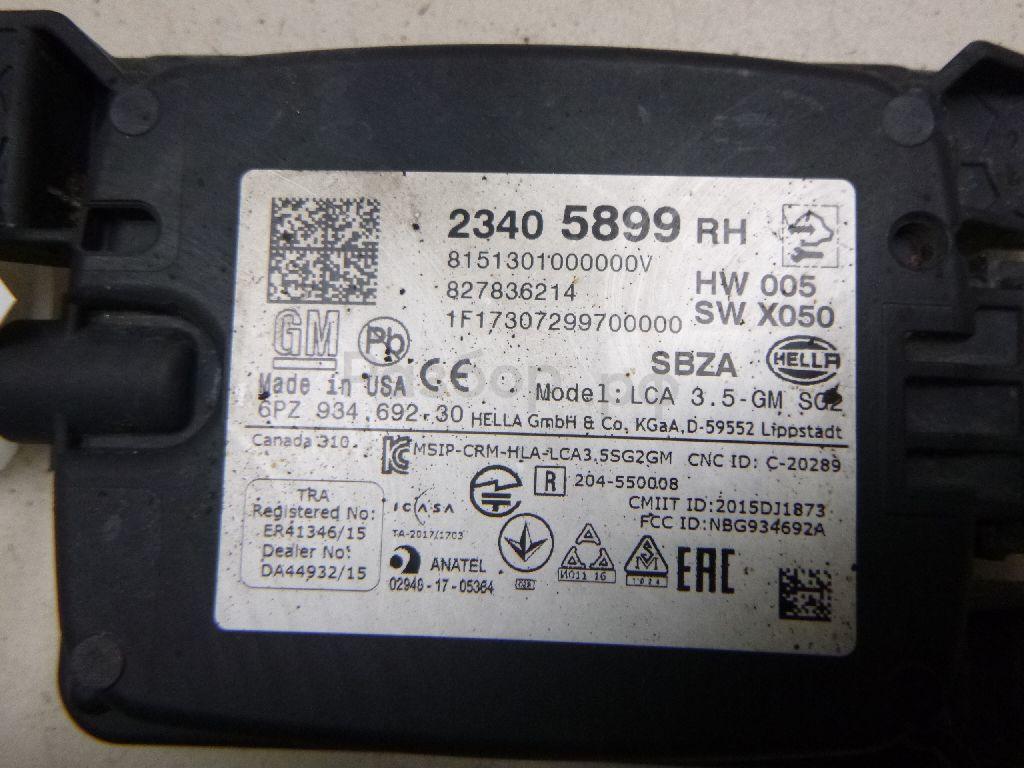 2340 5899 RH
8151301000000V
827836214
HW 005
1F17307299700000
SW X050
GM
Pb
SBZA
HELLA
Made in USA
CE
Model: LCA 3.5-GM SG2
6PZ 934.692-30
HELLA GmbH & Co. KGaA, D-59552 Lippstadt
Canada 310
MSIP-CRM-HLA-LCA3.5SG2GM
CNC ID: C-20289
TRA
Registered No:
ER41346/15
Dealer No:
DA44932/15
ICASA
TA-2017/1703
R 204-550008
CMIIT ID:2015DJ1873
FCC ID:NBG934692A
ANATEL
02949-17-05364
1024
EAC